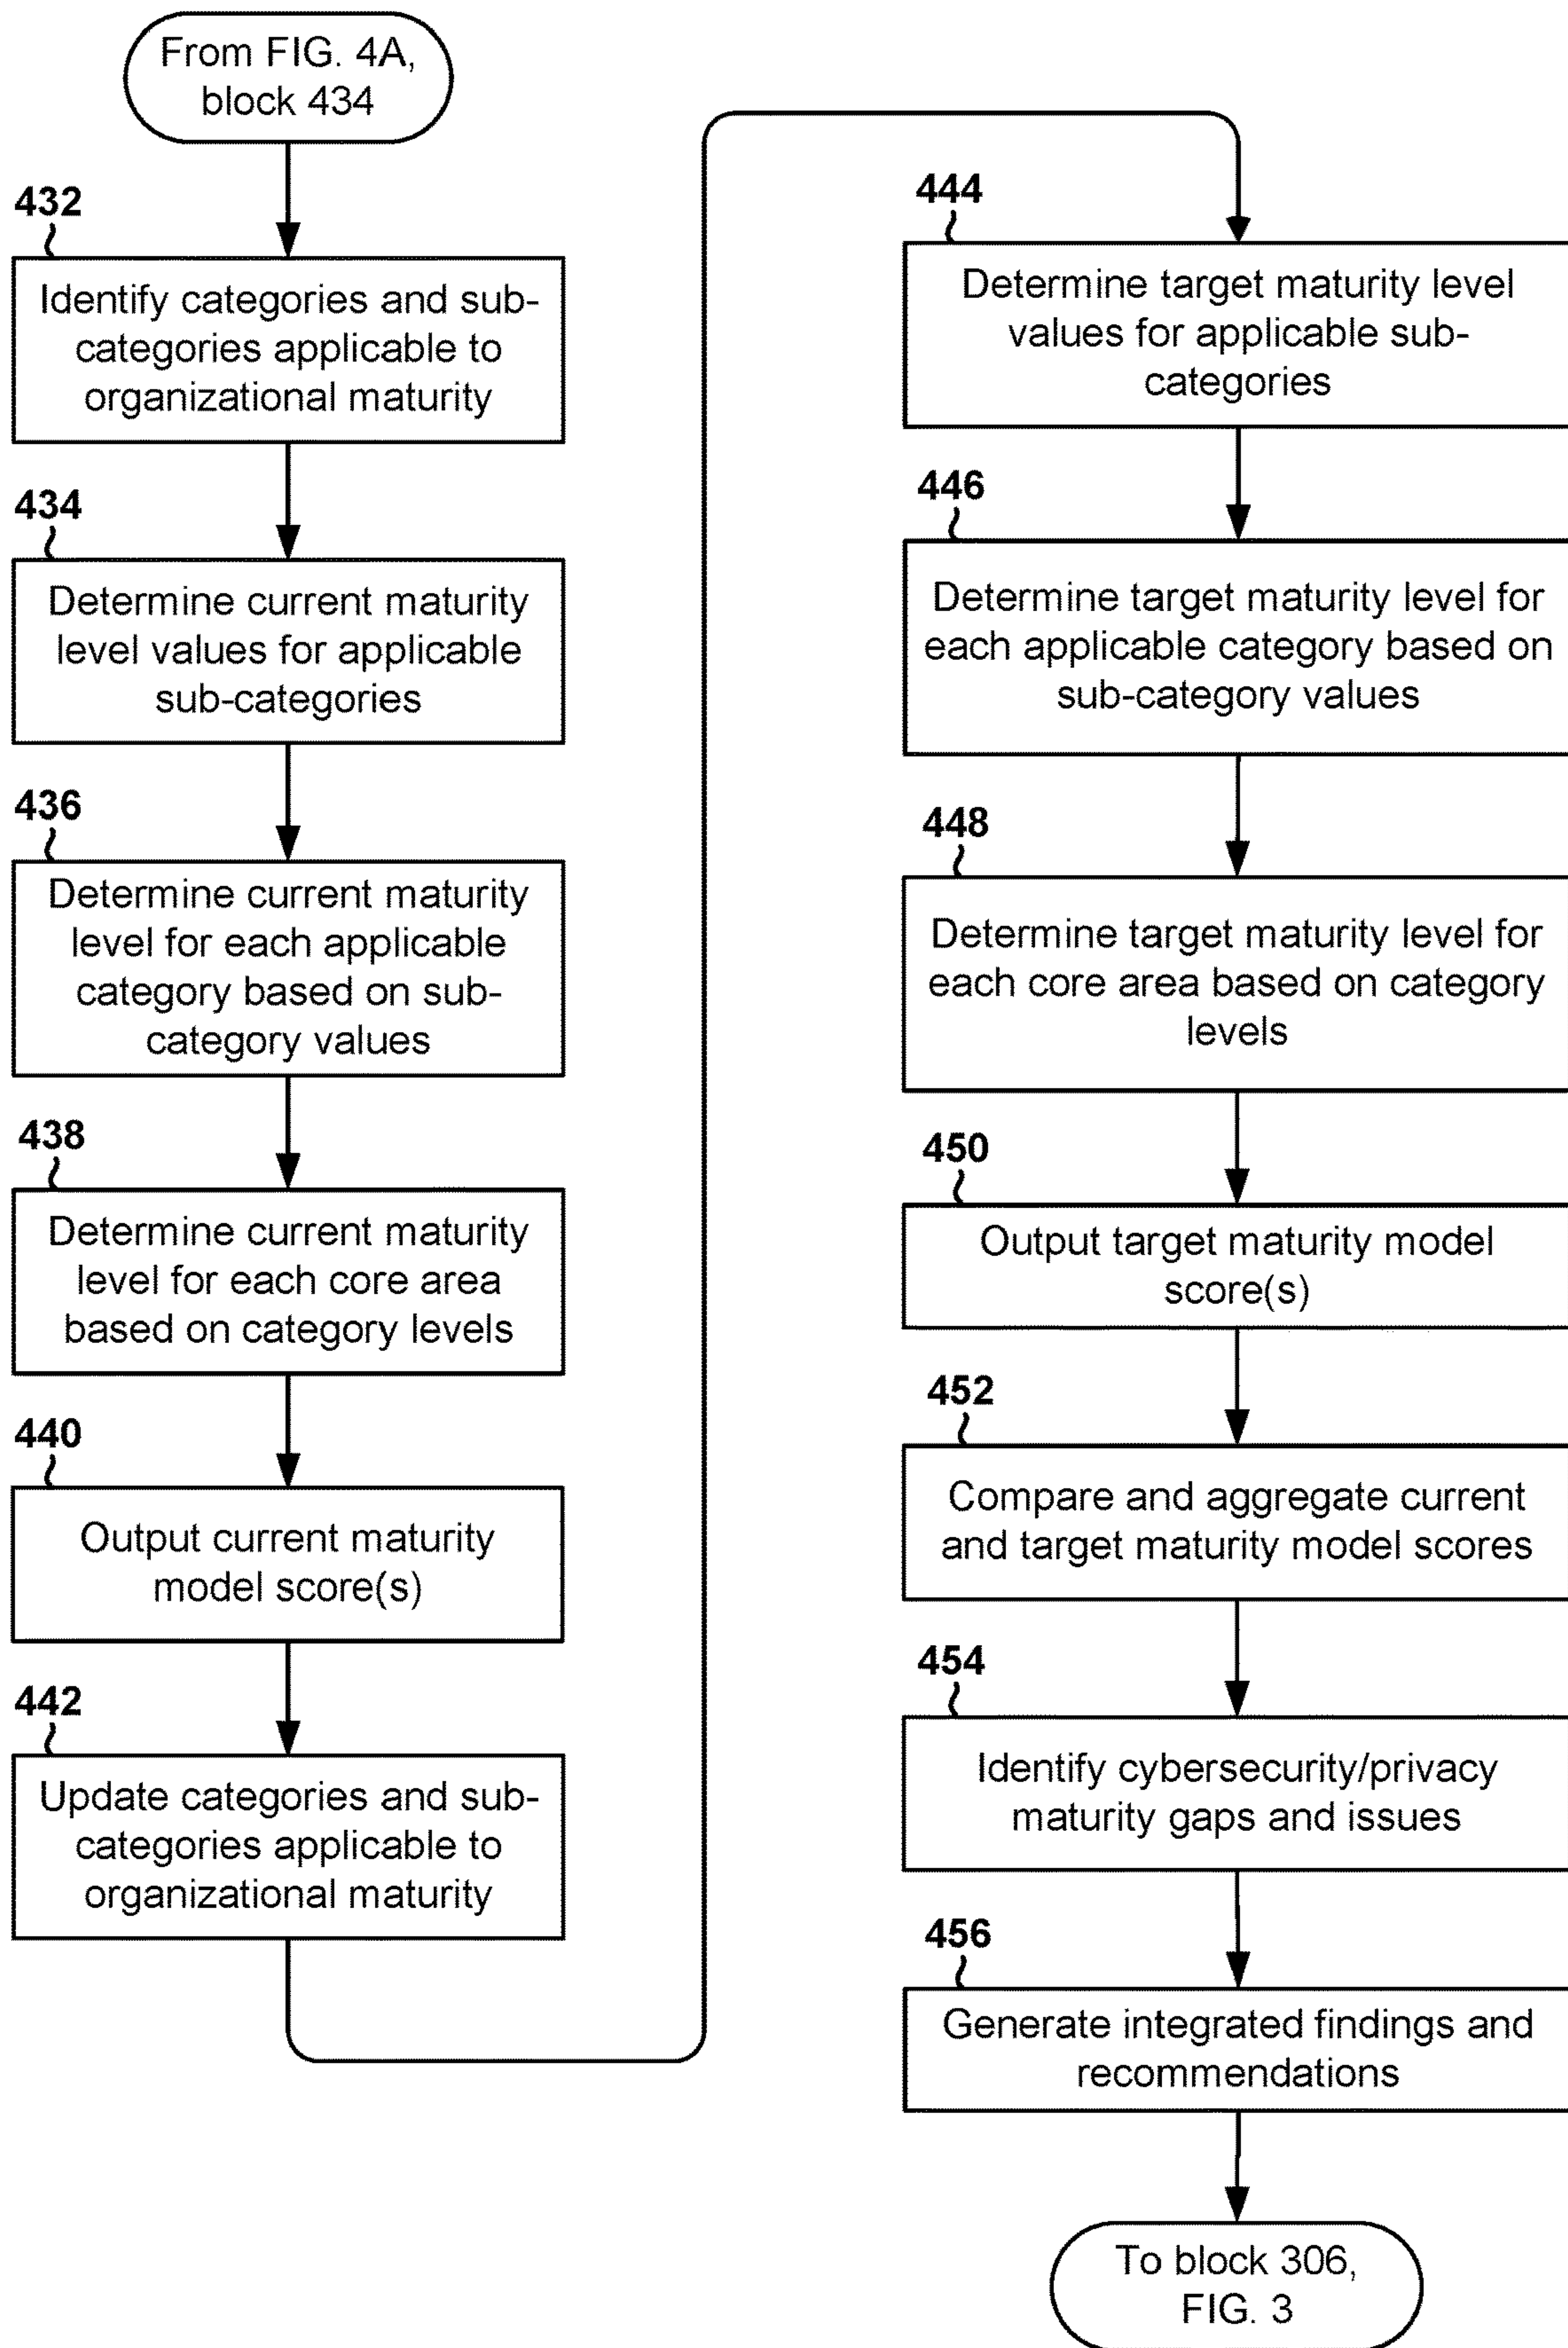 From FIG. 4A,
block 434
432
Identify categories and sub-
categories applicable to
organizational maturity
434
Determine current maturity
level values for applicable
sub-categories
436
Determine current maturity
level for each applicable
category based on sub-
category values
438
Determine current maturity
level for each core area
based on category levels
440
Output current maturity
model score(s)
442
Update categories and sub-
categories applicable to
organizational maturity
444
Determine target maturity level
values for applicable sub-
categories
446
Determine target maturity level for
each applicable category based on
sub-category values
448
Determine target maturity level for
each core area based on category
levels
450
Output target maturity model
score(s)
452
Compare and aggregate current
and target maturity model scores
454
Identify cybersecurity/privacy
maturity gaps and issues
456
Generate integrated findings and
recommendations
To block 306,
FIG. 3